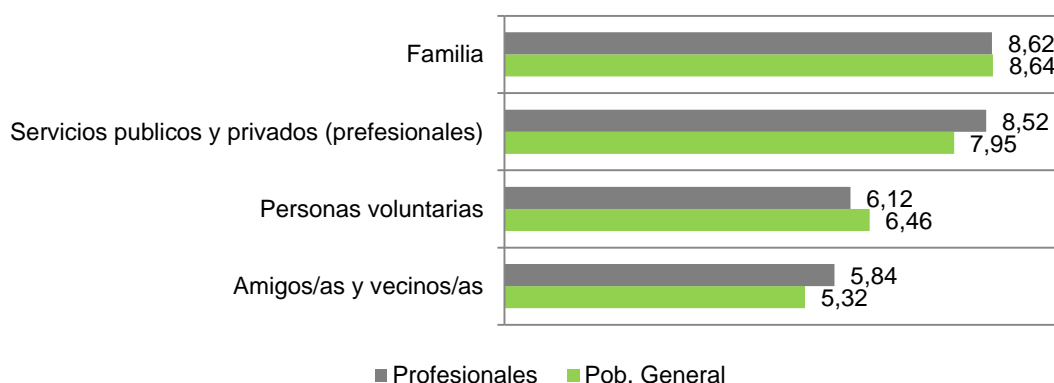 Familia
8,62
8,64
Servicios publicos y privados (prefesionales)
8,52
7,95
Personas voluntarias
6,12
6,46
Amigos/as y vecinos/as
5,84
5,32
Profesionales Pob. General